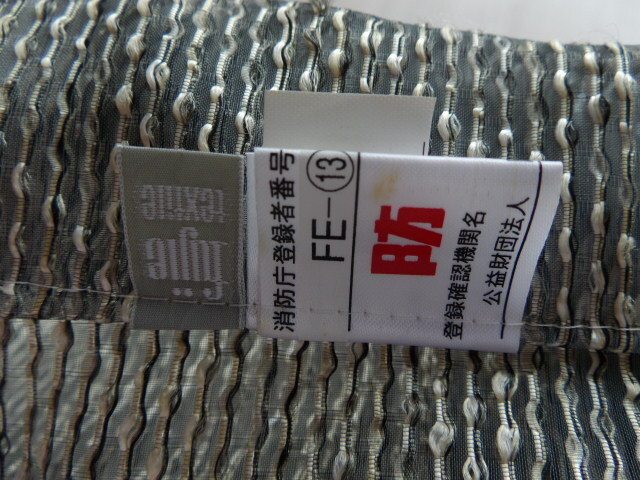 消防庁登録者番号
FE-⑬
防
登録確認機関名
公益財団法人
textile